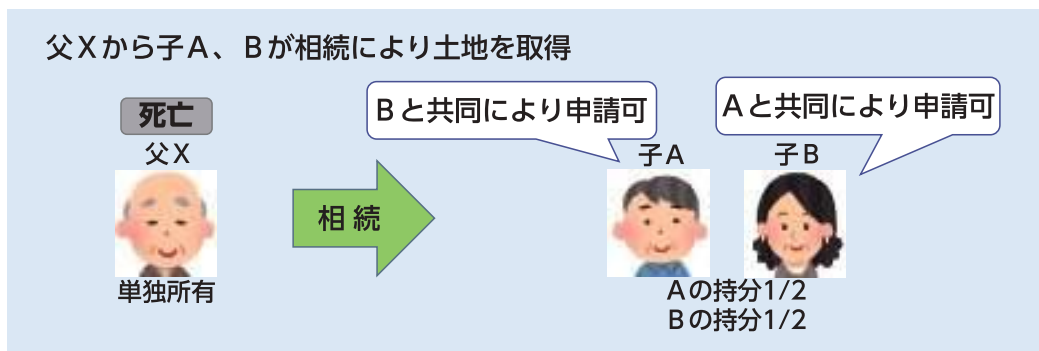 父Xから子A、Bが相続により土地を取得
死亡
父X
単独所有
相続
Bと共同により申請可
Aと共同により申請可
子A
子B
Aの持分1/2
Bの持分1/2